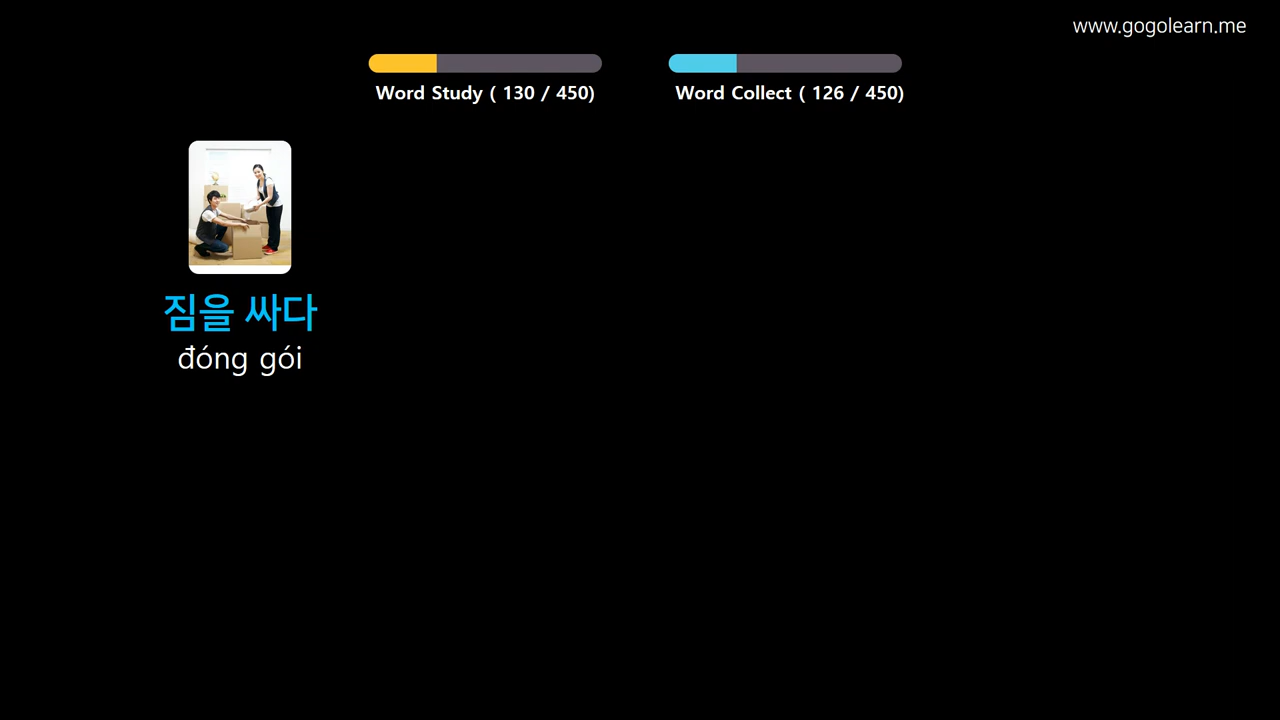 www.gogolearn.me
Word Study ( 130 / 450)
Word Collect ( 126 / 450)
짐을 싸다
đóng gói